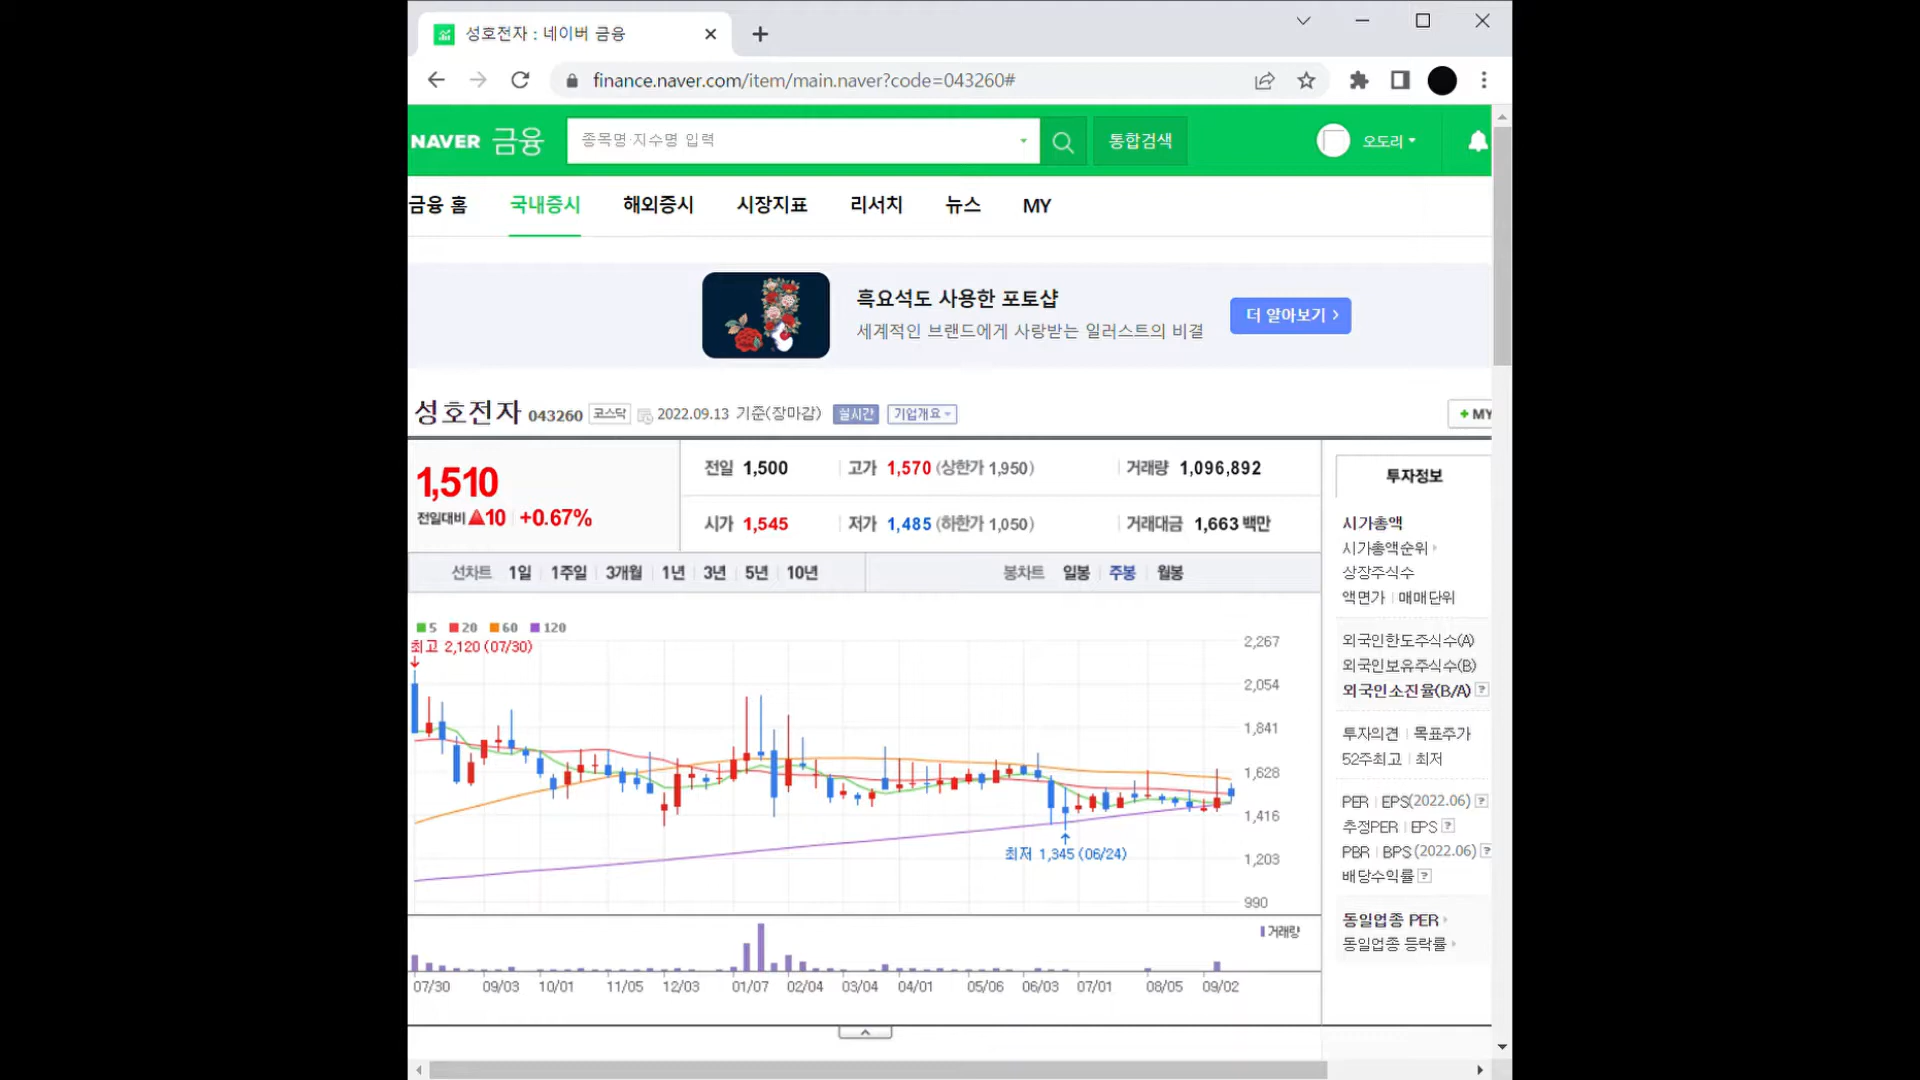 성호전자 : 네이버 금융
finance.naver.com/item/main.naver?code=043260#
NAVER 금융 종목명·지수명 입력 통합검색 오도리
금융 홈 국내증시 해외증시 시장지표 리서치 뉴스 MY
흑요석도 사용한 포토샵
세계적인 브랜드에게 사랑받는 일러스트의 비결
더 알아보기 >
성호전자 043260 코스닥 2022.09.13 기준(장마감) 실시간 기업개요 + MY
1,510
전일대비 ▲10 +0.67%
전일 1,500 고가 1,570 (상한가 1,950) 거래량 1,096,892
시가 1,545 저가 1,485 (하한가 1,050) 거래대금 1,663 백만
선차트 1일 1주일 3개월 1년 3년 5년 10년 봉차트 일봉 주봉 월봉
5 20 60 120
최고 2,120 (07/30)
2,267
2,054
1,841
1,628
1,416
1,203
990
최저 1,345 (06/24)
거래량
07/30 09/03 10/01 11/05 12/03 01/07 02/04 03/04 04/01 05/06 06/03 07/01 08/05 09/02
투자정보
시가총액
시가총액순위
상장주식수
액면가 | 매매단위
외국인한도주식수(A)
외국인보유주식수(B)
외국인소진율(B/A) ?
투자의견 | 목표주가
52주최고 | 최저
PER | EPS(2022.06) ?
추정PER | EPS ?
PBR | BPS (2022.06) ?
배당수익률 ?
동일업종 PER
동일업종 등락률